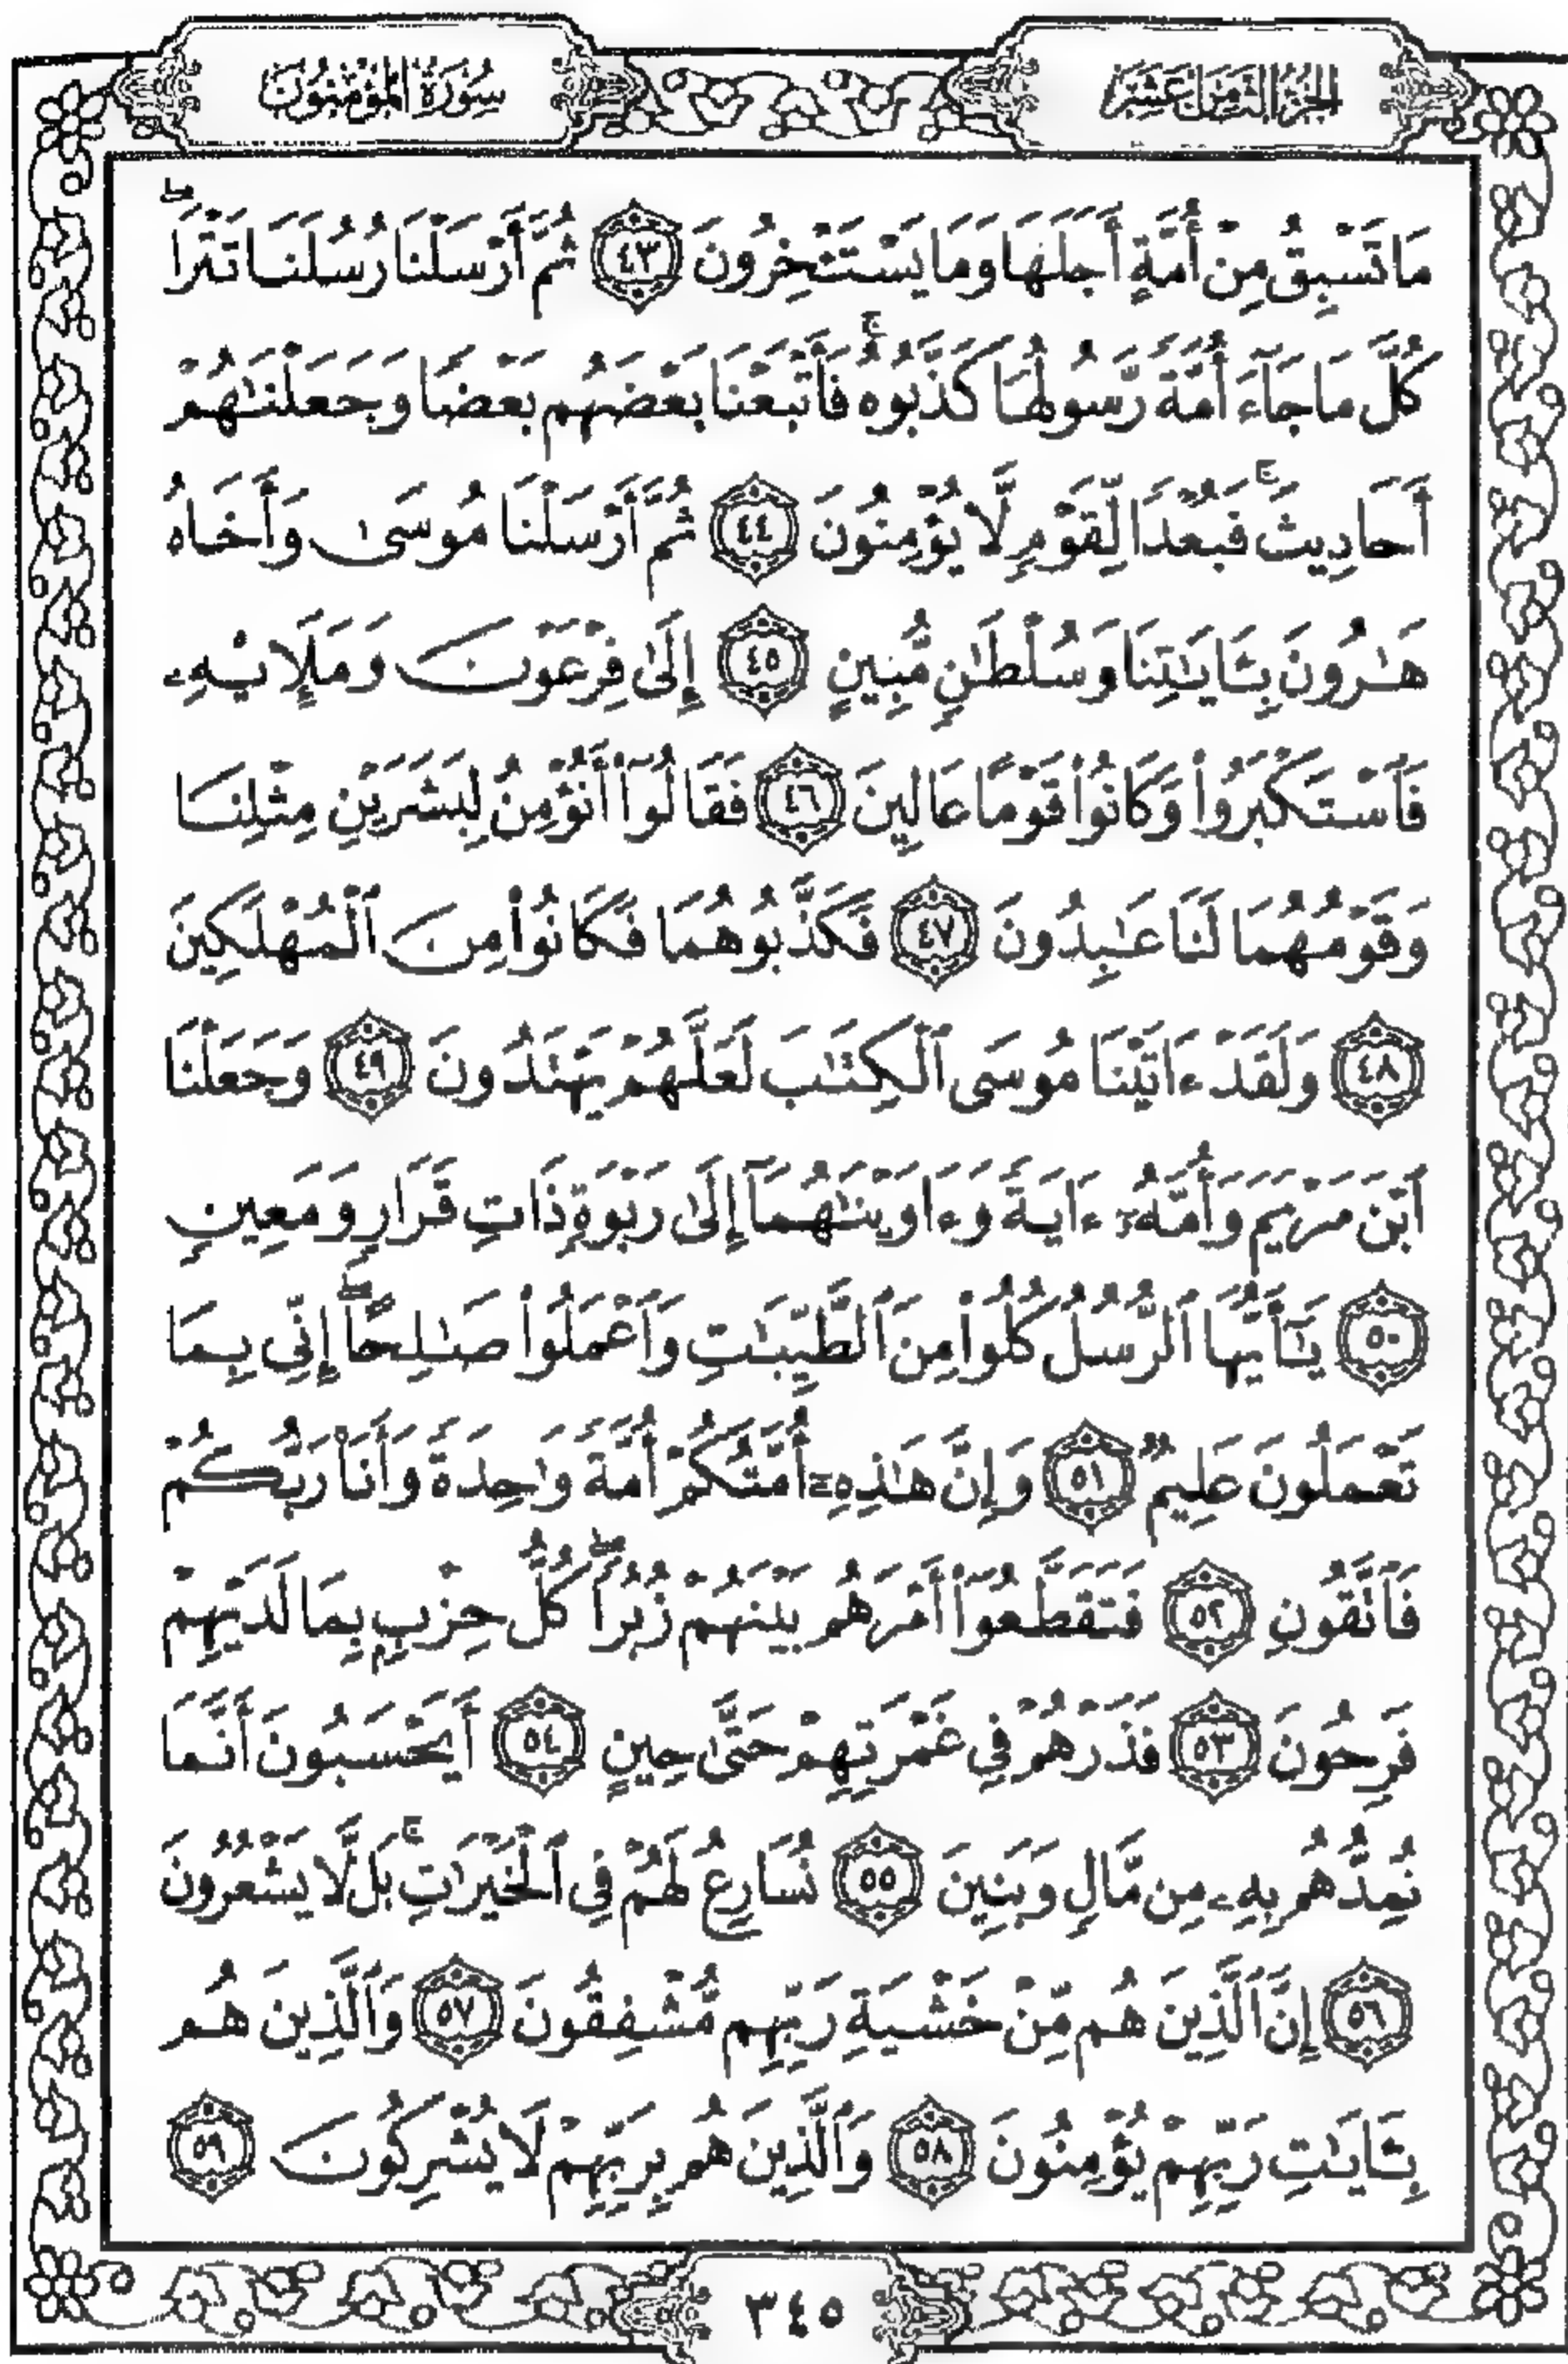 الجزء الثامن عشر
سورة المؤمنون
مَا تَسْبِقُ مِنْ أُمَّةٍ أَجَلَهَا وَمَا يَسْتَـْٔخِرُونَ ٤٣ ثُمَّ أَرْسَلْنَا رُسُلَنَا تَتْرَاۖ
كُلَّ مَا جَآءَ أُمَّةً رَّسُولُهَا كَذَّبُوهُۚ فَأَتْبَعْنَا بَعْضَهُم بَعْضًا وَجَعَلْنَٰهُمْ
أَحَادِيثَۚ فَبُعْدًا لِّقَوْمٍ لَّا يُؤْمِنُونَ ٤٤ ثُمَّ أَرْسَلْنَا مُوسَىٰ وَأَخَاهُ
هَٰرُونَ بِـَٔايَٰتِنَا وَسُلْطَٰنٍ مُّبِينٍ ٤٥ إِلَىٰ فِرْعَوْنَ وَمَلَإِي۟هِۦ
فَٱسْتَكْبَرُوا۟ وَكَانُوا۟ قَوْمًا عَالِينَ ٤٦ فَقَالُوٓا۟ أَنُؤْمِنُ لِبَشَرَيْنِ مِثْلِنَا
وَقَوْمُهُمَا لَنَا عَٰبِدُونَ ٤٧ فَكَذَّبُوهُمَا فَكَانُوا۟ مِنَ ٱلْمُهْلَكِينَ
٤٨ وَلَقَدْ ءَاتَيْنَا مُوسَى ٱلْكِتَٰبَ لَعَلَّهُمْ يَهْتَدُونَ ٤٩ وَجَعَلْنَا
ٱبْنَ مَرْيَمَ وَأُمَّهُۥٓ ءَايَةً وَءَاوَيْنَٰهُمَآ إِلَىٰ رَبْوَةٍ ذَاتِ قَرَارٍ وَمَعِينٍ
٥٠ يَٰٓأَيُّهَا ٱلرُّسُلُ كُلُوا۟ مِنَ ٱلطَّيِّبَٰتِ وَٱعْمَلُوا۟ صَٰلِحًاۖ إِنِّى بِمَا
تَعْمَلُونَ عَلِيمٌ ٥١ وَإِنَّ هَٰذِهِۦٓ أُمَّتُكُمْ أُمَّةً وَٰحِدَةً وَأَنَا۠ رَبُّكُمْ
فَٱتَّقُونِ ٥٢ فَتَقَطَّعُوٓا۟ أَمْرَهُم بَيْنَهُمْ زُبُرًاۖ كُلُّ حِزْبٍۭ بِمَا لَدَيْهِمْ
فَرِحُونَ ٥٣ فَذَرْهُمْ فِى غَمْرَتِهِمْ حَتَّىٰ حِينٍ ٥٤ أَيَحْسَبُونَ أَنَّمَا
نُمِدُّهُم بِهِۦ مِن مَّالٍ وَبَنِينَ ٥٥ نُسَارِعُ لَهُمْ فِى ٱلْخَيْرَٰتِۚ بَل لَّا يَشْعُرُونَ
٥٦ إِنَّ ٱلَّذِينَ هُم مِّنْ خَشْيَةِ رَبِّهِم مُّشْفِقُونَ ٥٧ وَٱلَّذِينَ هُم
بِـَٔايَٰتِ رَبِّهِمْ يُؤْمِنُونَ ٥٨ وَٱلَّذِينَ هُم بِرَبِّهِمْ لَا يُشْرِكُونَ ٥٩
٣٤٥